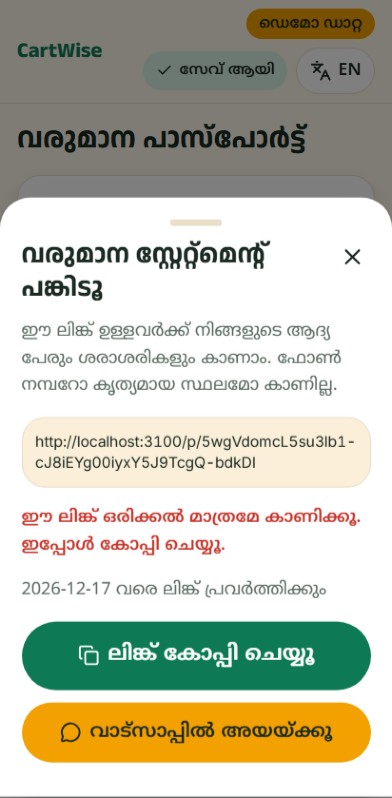 ഡെമോ ഡാറ്റ
CartWise
സേവ് ആയി
EN
വരുമാന പാസ്പോർട്ട്
വരുമാന സ്റ്റേറ്റ്മെന്റ്
പങ്കിടൂ
ഈ ലിങ്ക് ഉള്ളവർക്ക് നിങ്ങളുടെ ആദ്യ
പേരും ശരാശരികളും കാണാം. ഫോൺ
നമ്പറോ കൃത്യമായ സ്ഥലമോ കാണില്ല.
http://localhost:3100/p/5wgVdomcL5su3lb1-
cJ8iEYg00iyxY5J9TcgQ-bdkDI
ഈ ലിങ്ക് ഒരിക്കൽ മാത്രമേ കാണിക്കൂ.
ഇപ്പോൾ കോപ്പി ചെയ്യൂ.
2026-12-17 വരെ ലിങ്ക് പ്രവർത്തിക്കും
ലിങ്ക് കോപ്പി ചെയ്യൂ
വാട്സാപ്പിൽ അയയ്ക്കൂ